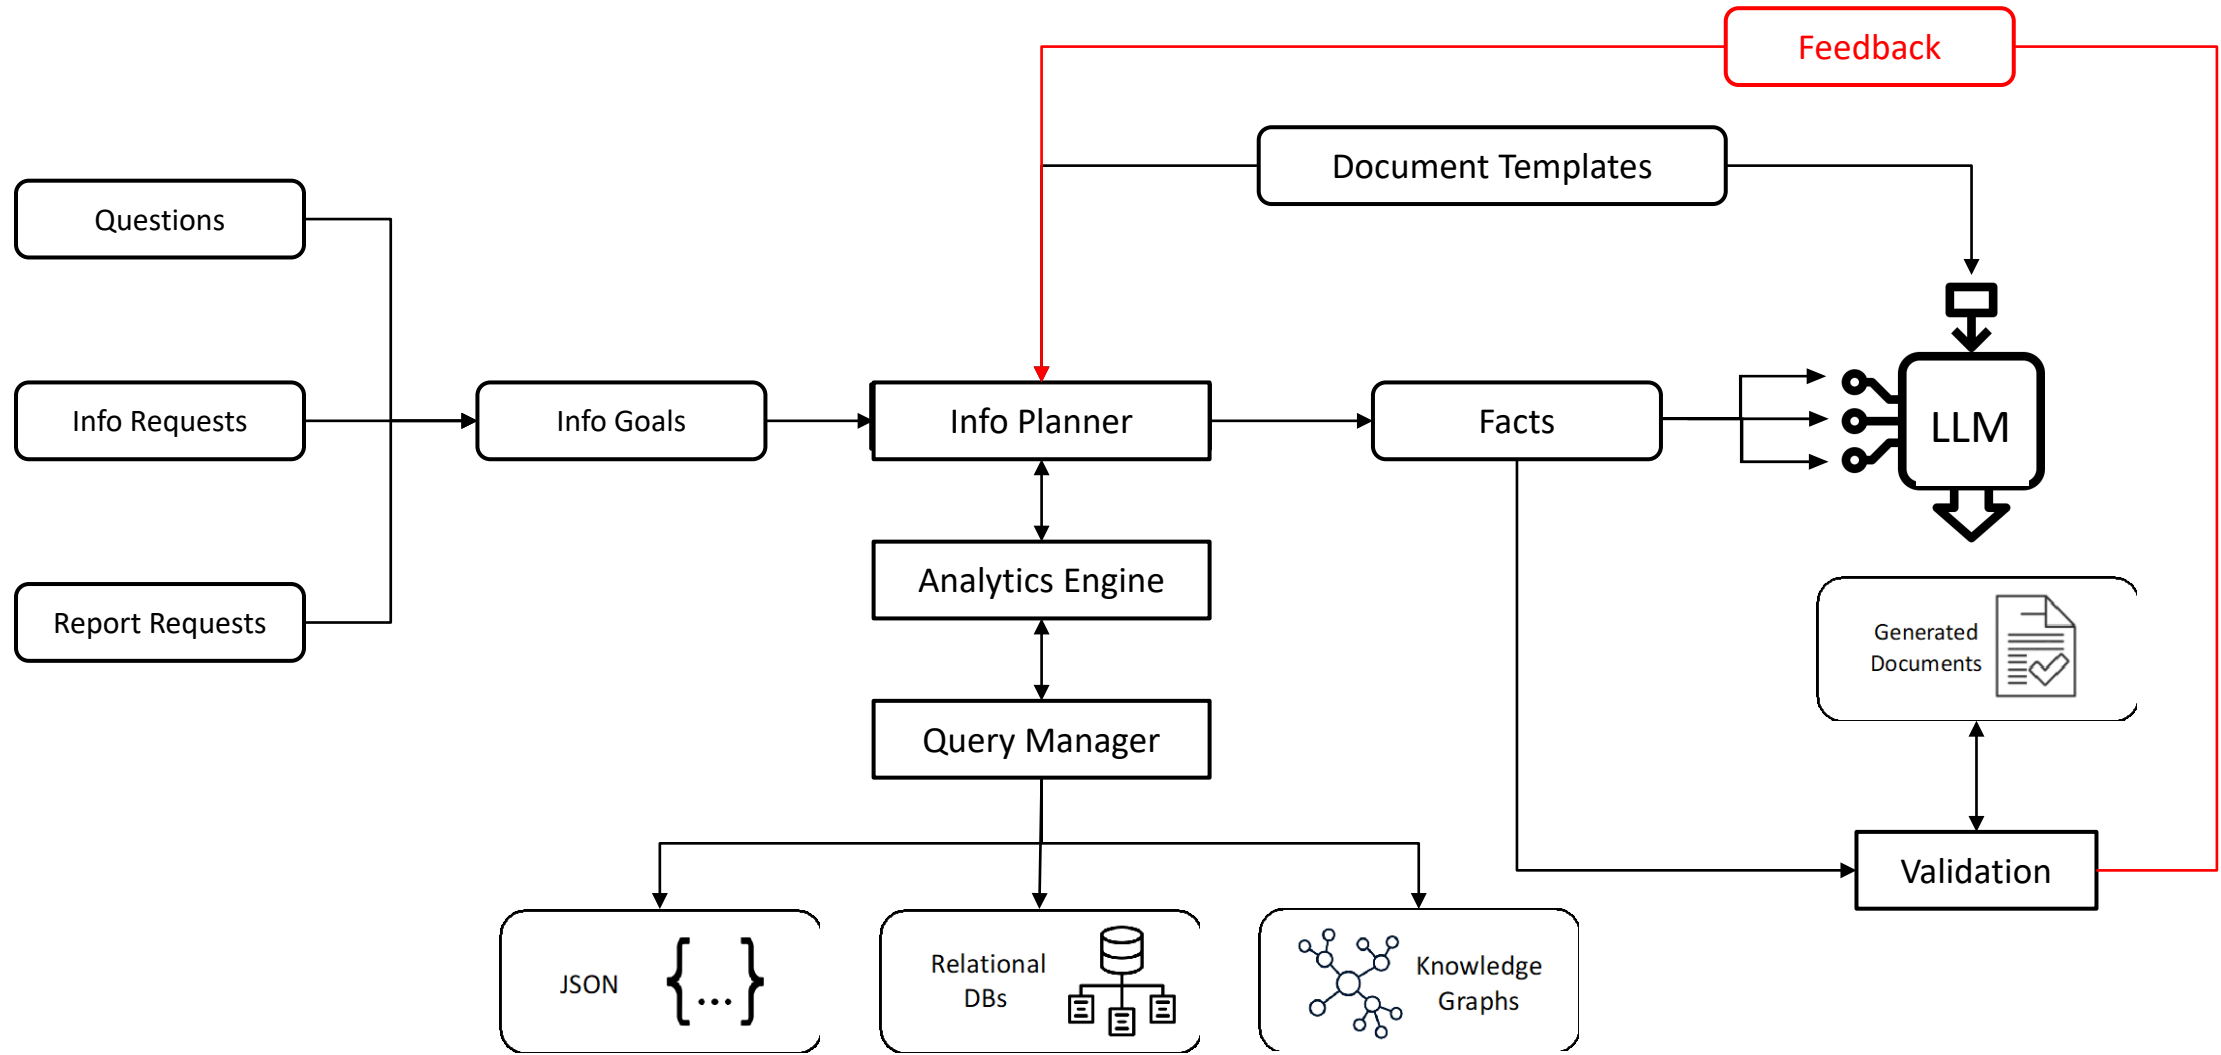 Feedback
Document Templates
Questions
Info Requests
Info Goals
Info Planner
Facts
LLM
Analytics Engine
Report Requests
Generated
Documents
Query Manager
Validation
JSON
{...}
Relational
DBs
Knowledge
Graphs